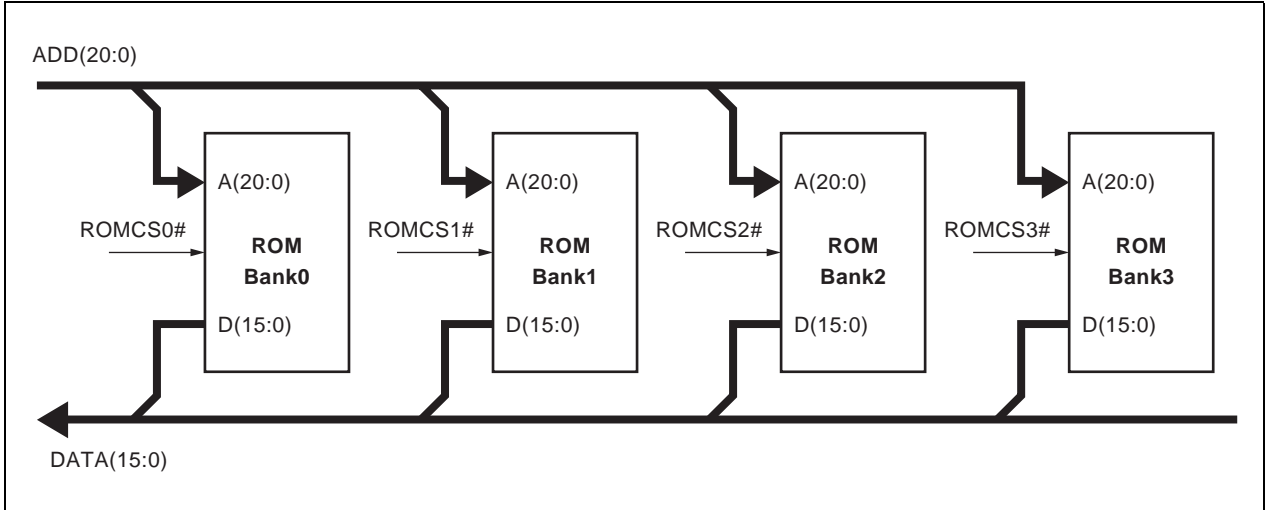 ADD(20:0)
A(20:0)
A(20:0)
A(20:0)
A(20:0)
ROMCS0#
ROMCS1#
ROMCS2#
ROMCS3#
ROM
Bank0
ROM
Bank1
ROM
Bank2
ROM
Bank3
D(15:0)
D(15:0)
D(15:0)
D(15:0)
DATA(15:0)